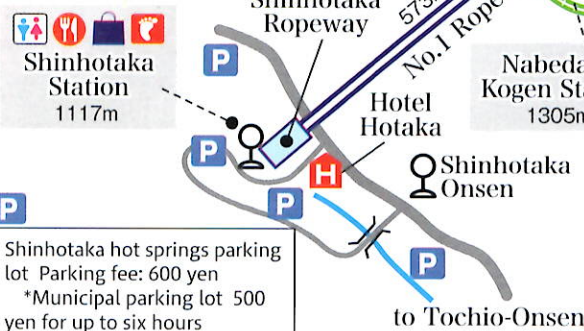 Shinhotaka
Ropeway
573
No.1 Rope
Shinhotaka
Station
1117m
P
Nabeda
Kogen St
1305m
Hotel
Hotaka
P
H
Shinhotaka
Onsen
P
P
P
Shinhotaka hot springs parking
lot Parking fee: 600 yen
*Municipal parking lot 500
yen for up to six hours
to Tochio-Onsen